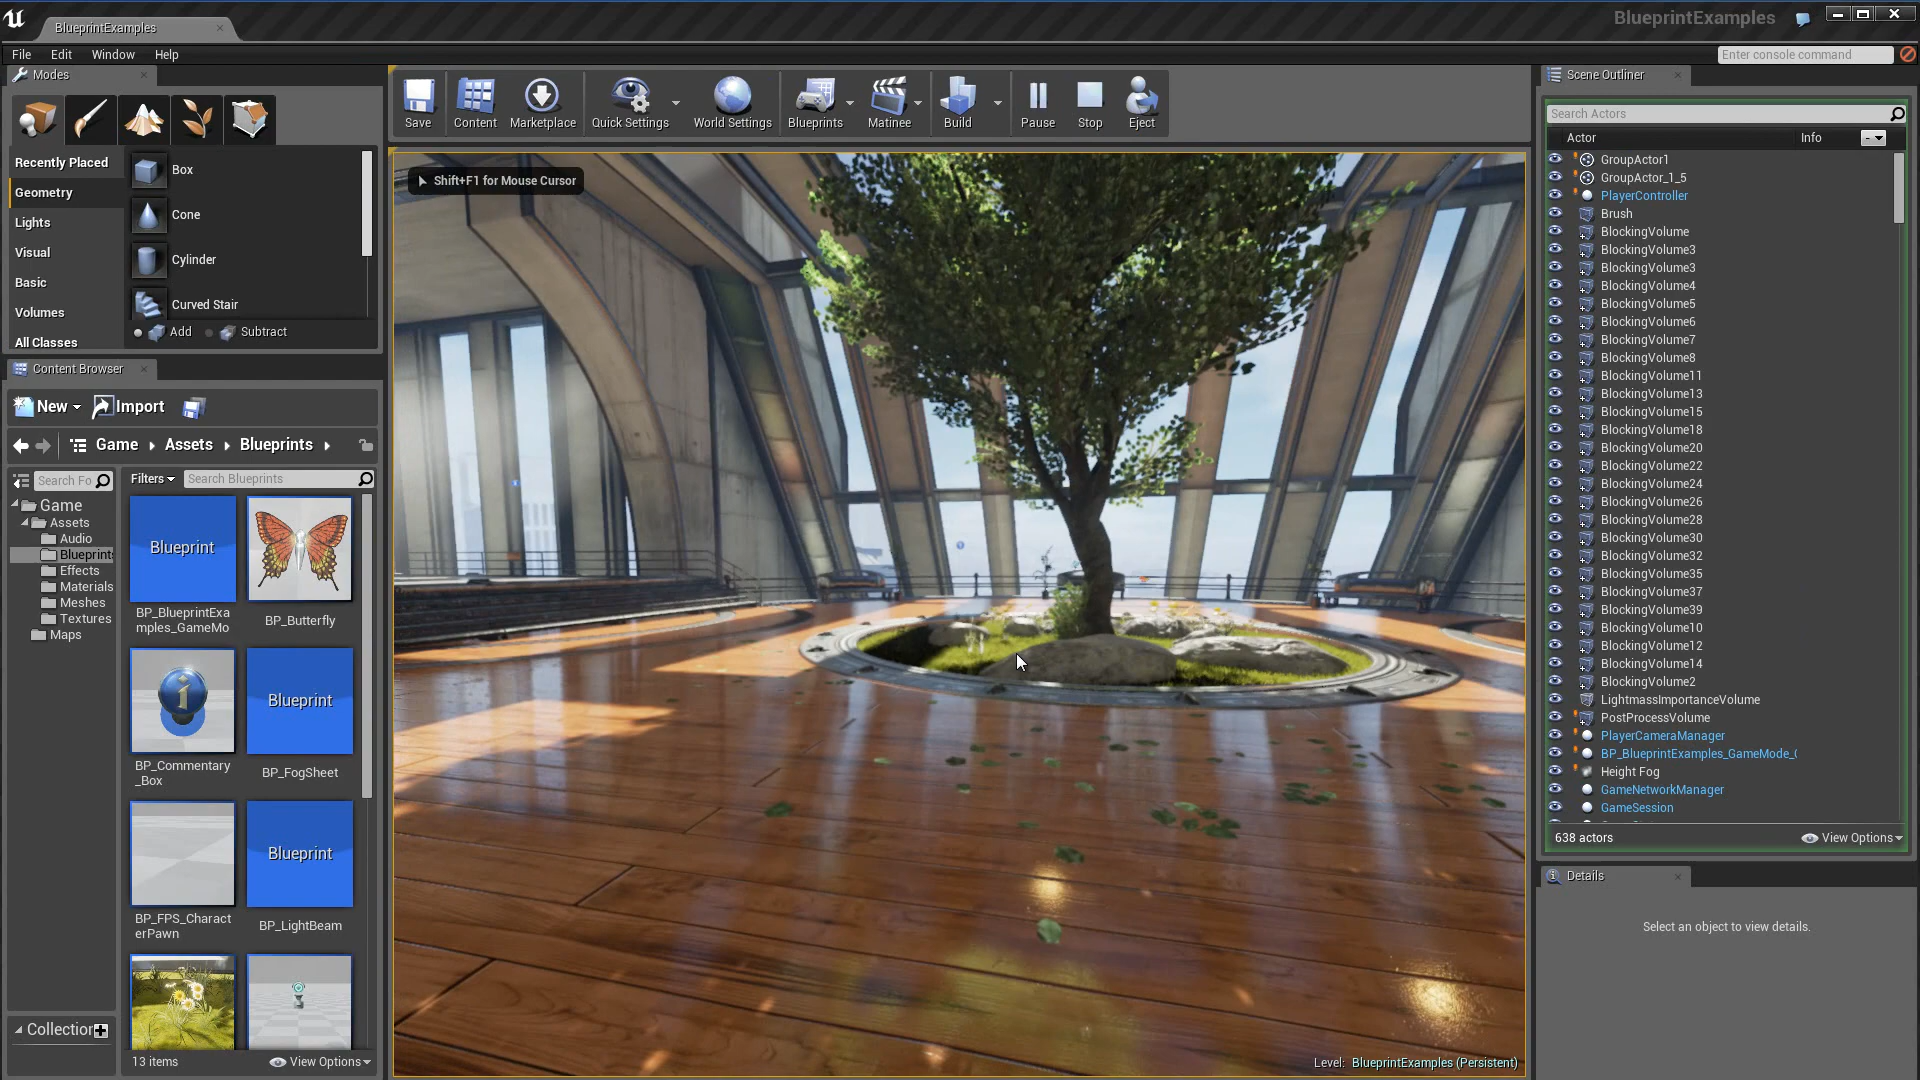 BlueprintExamples
BlueprintExamples
File Edit Window Help
Enter console command
Modes
Recently Placed
Geometry
Lights
Visual
Basic
Volumes
All Classes
Box
Cone
Cylinder
Curved Stair
Add Subtract
Save Content Marketplace Quick Settings World Settings Blueprints Matinee Build Pause Stop Eject
Shift+F1 for Mouse Cursor
Content Browser
New Import
Game Assets Blueprints
Search Fo
Filters Search Blueprints
Game
Assets
Audio
Blueprints
Effects
Materials
Meshes
Textures
Maps
Blueprint
BP_BlueprintExa
mples_GameMo
BP_Butterfly
BP_Commentary
_Box
Blueprint
BP_FogSheet
BP_FPS_Charact
erPawn
Blueprint
BP_LightBeam
Collection
13 items View Options
Level: BlueprintExamples (Persistent)
Scene Outliner
Search Actors
Actor Info
GroupActor1
GroupActor_1_5
PlayerController
Brush
BlockingVolume
BlockingVolume3
BlockingVolume3
BlockingVolume4
BlockingVolume5
BlockingVolume6
BlockingVolume7
BlockingVolume8
BlockingVolume11
BlockingVolume13
BlockingVolume15
BlockingVolume18
BlockingVolume20
BlockingVolume22
BlockingVolume24
BlockingVolume26
BlockingVolume28
BlockingVolume30
BlockingVolume32
BlockingVolume35
BlockingVolume37
BlockingVolume39
BlockingVolume10
BlockingVolume12
BlockingVolume14
BlockingVolume2
LightmassImportanceVolume
PostProcessVolume
PlayerCameraManager
BP_BlueprintExamples_GameMode_
Height Fog
GameNetworkManager
GameSession
638 actors View Options
Details
Select an object to view details.